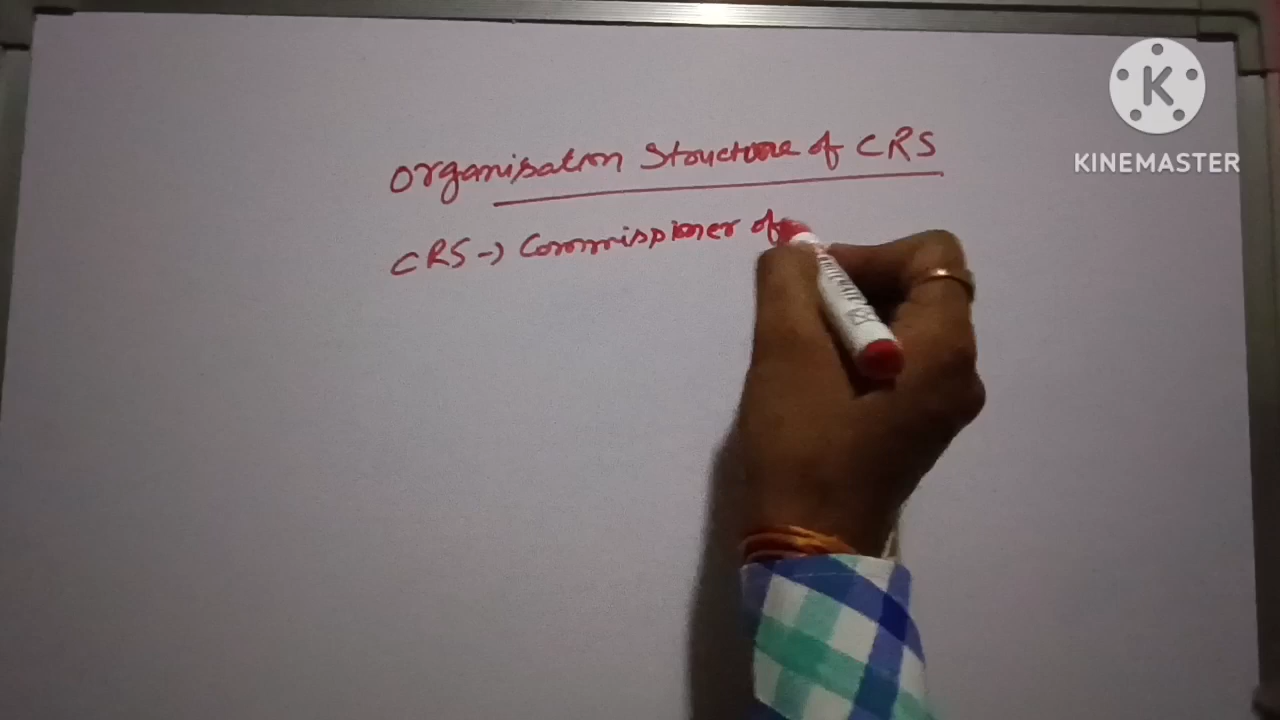 K
KINEMASTER
Organisation Structure of CRS
CRS → Commissioner of